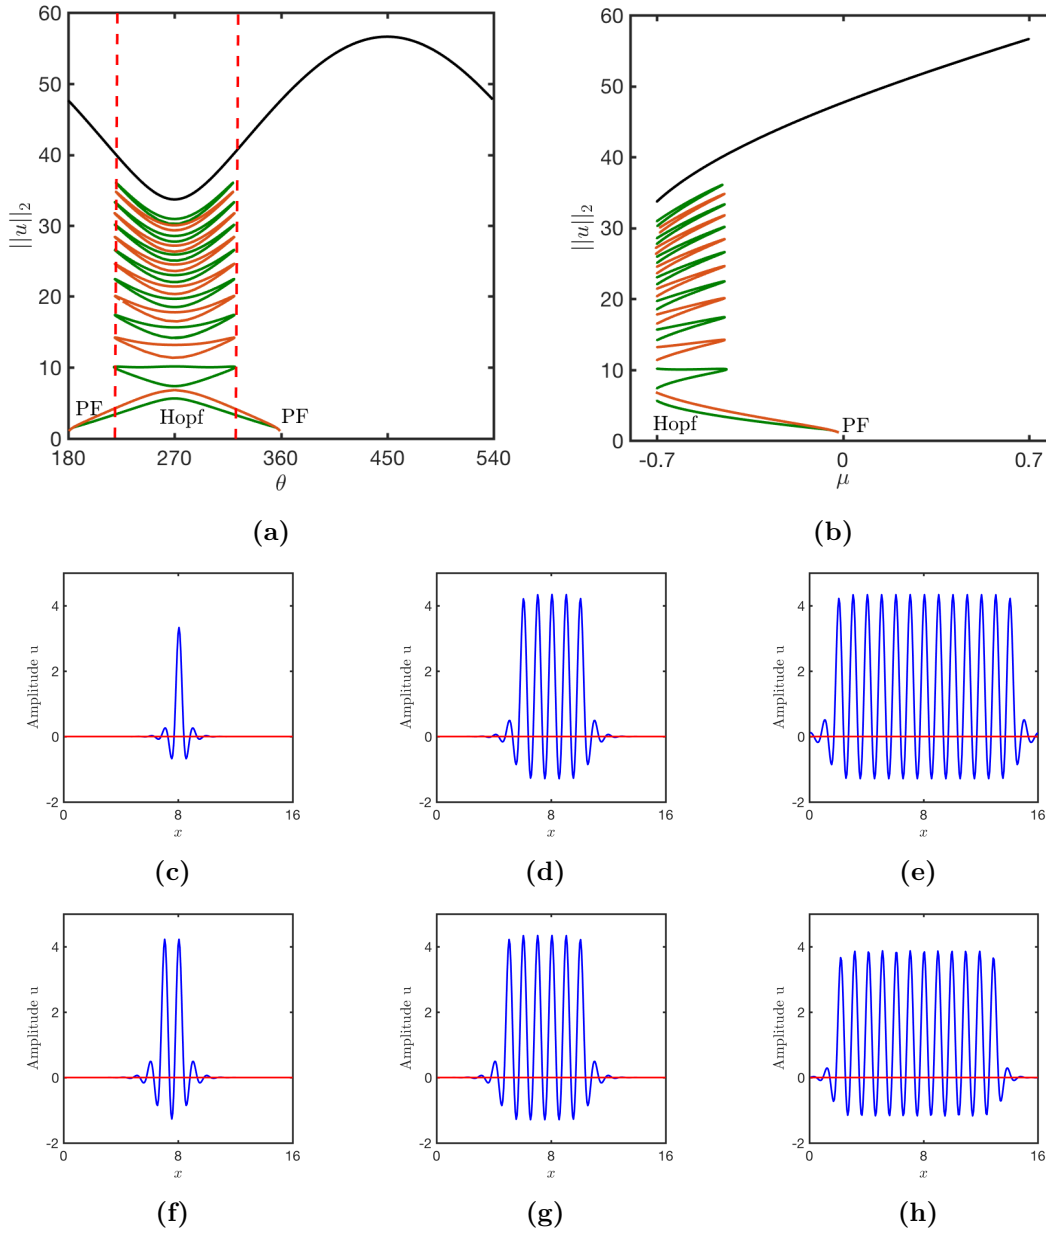 60
50
40
30
20
10
0
||u||₂
PF
Hopf
PF
180 270 360 450 540
θ
(a)
60
50
40
30
20
10
0
||u||₂
Hopf
PF
-0.7 0 0.7
μ
(b)
4
2
0
-2
Amplitude u
0 8 16
x
(c)
4
2
0
-2
Amplitude u
0 8 16
x
(d)
4
2
0
-2
Amplitude u
0 8 16
x
(e)
4
2
0
-2
Amplitude u
0 8 16
x
(f)
4
2
0
-2
Amplitude u
0 8 16
x
(g)
4
2
0
-2
Amplitude u
0 8 16
x
(h)